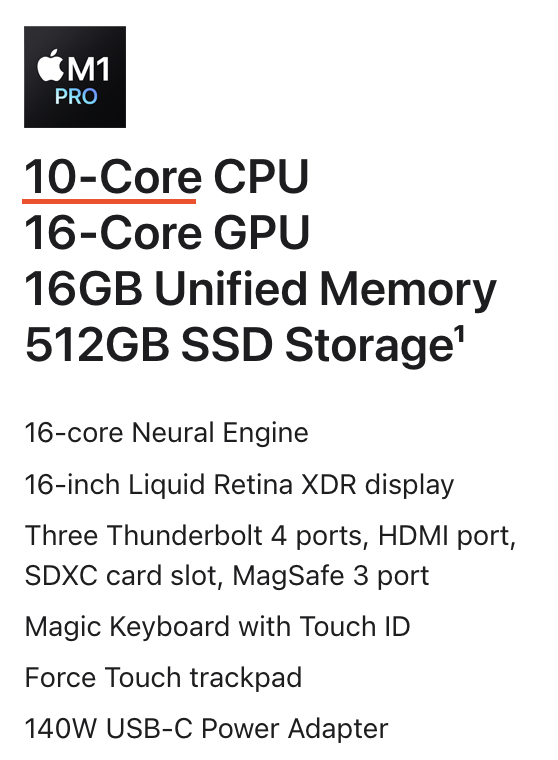 M1
PRO
10-Core CPU
16-Core GPU
16GB Unified Memory
512GB SSD Storage¹
16-core Neural Engine
16-inch Liquid Retina XDR display
Three Thunderbolt 4 ports, HDMI port,
SDXC card slot, MagSafe 3 port
Magic Keyboard with Touch ID
Force Touch trackpad
140W USB-C Power Adapter